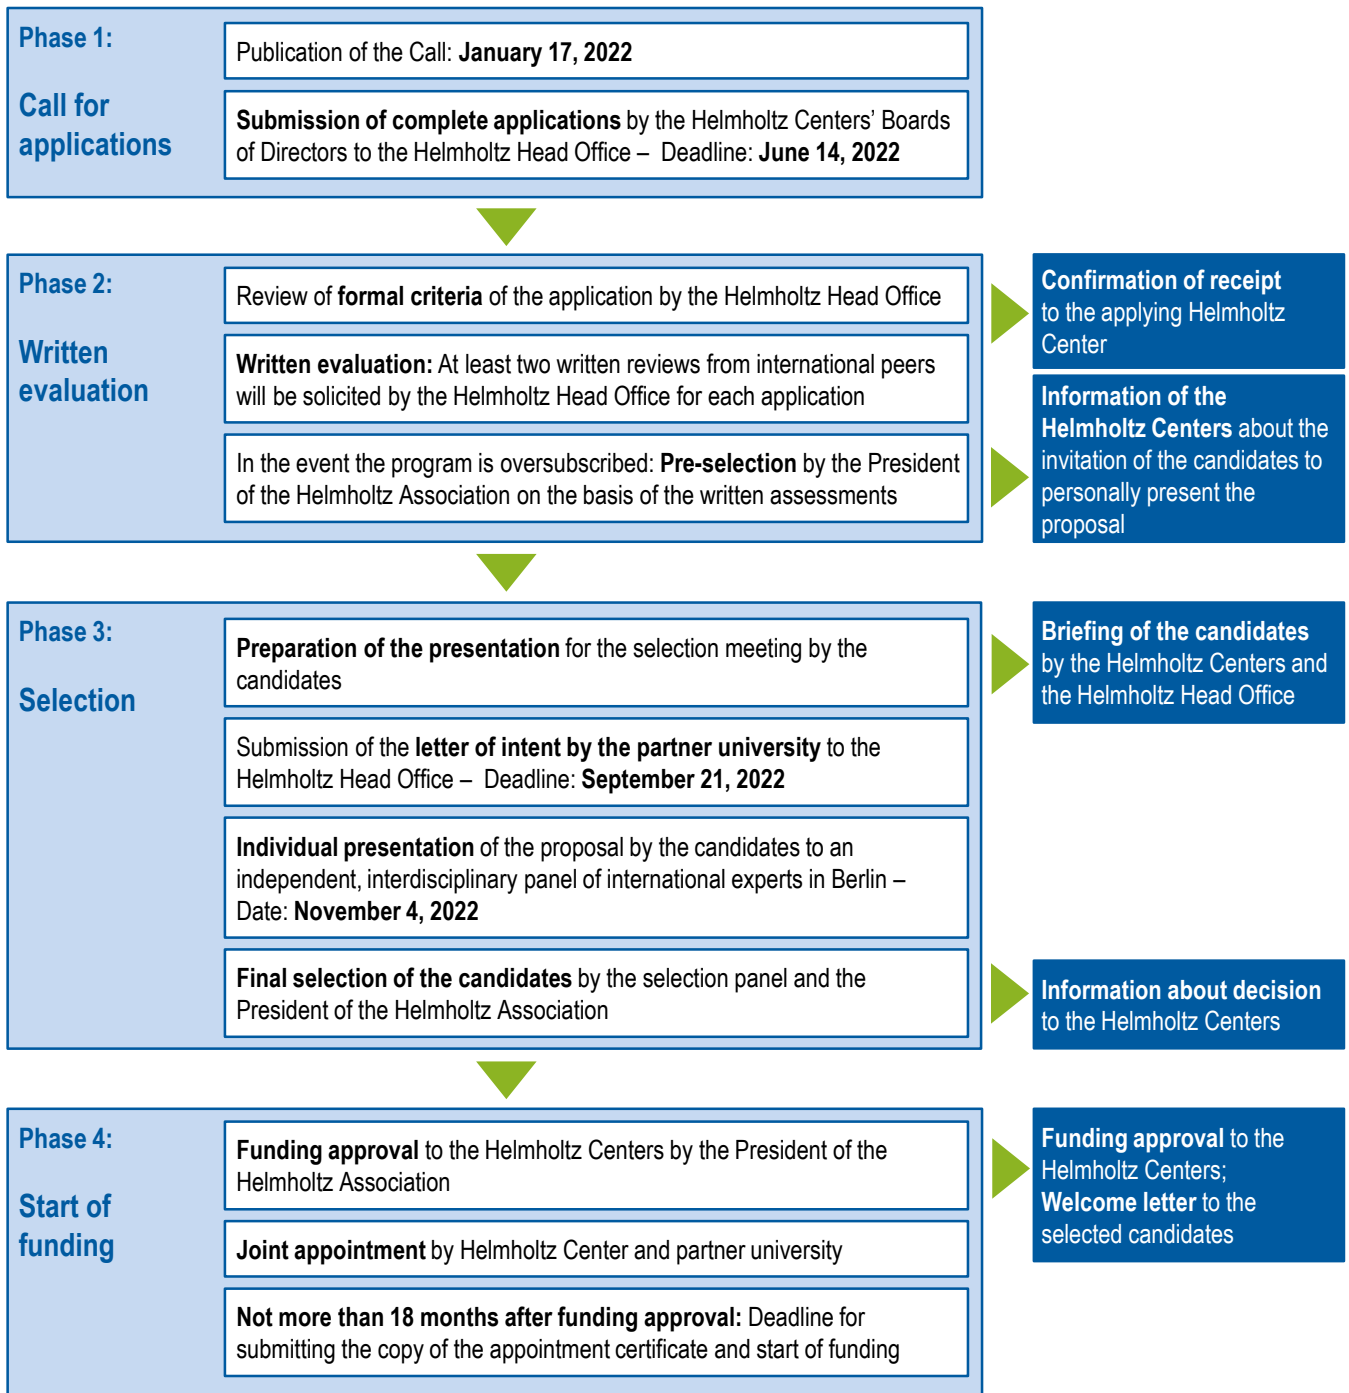 Phase 1:
Call for
applications
Publication of the Call: January 17, 2022
Submission of complete applications by the Helmholtz Centers’ Boards
of Directors to the Helmholtz Head Office – Deadline: June 14, 2022
Phase 2:
Written
evaluation
Review of formal criteria of the application by the Helmholtz Head Office
Written evaluation: At least two written reviews from international peers
will be solicited by the Helmholtz Head Office for each application
In the event the program is oversubscribed: Pre-selection by the President
of the Helmholtz Association on the basis of the written assessments
Confirmation of receipt
to the applying Helmholtz
Center
Information of the
Helmholtz Centers about the
invitation of the candidates to
personally present the
proposal
Phase 3:
Selection
Preparation of the presentation for the selection meeting by the
candidates
Submission of the letter of intent by the partner university to the
Helmholtz Head Office – Deadline: September 21, 2022
Individual presentation of the proposal by the candidates to an
independent, interdisciplinary panel of international experts in Berlin –
Date: November 4, 2022
Final selection of the candidates by the selection panel and the
President of the Helmholtz Association
Briefing of the candidates
by the Helmholtz Centers and
the Helmholtz Head Office
Information about decision
to the Helmholtz Centers
Phase 4:
Start of
funding
Funding approval to the Helmholtz Centers by the President of the
Helmholtz Association
Joint appointment by Helmholtz Center and partner university
Not more than 18 months after funding approval: Deadline for
submitting the copy of the appointment certificate and start of funding
Funding approval to the
Helmholtz Centers;
Welcome letter to the
selected candidates